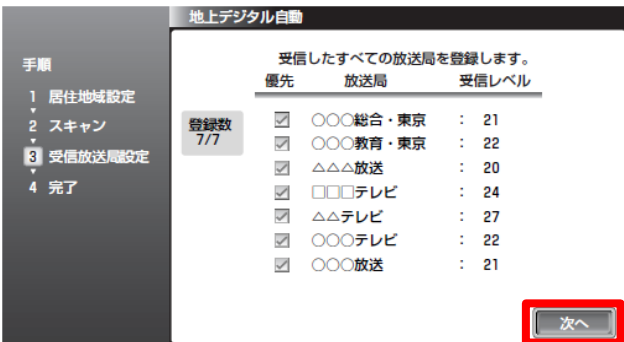 地上デジタル自動
手順
1 居住地域設定
2 スキャン
3 受信放送局設定
4 完了
受信したすべての放送局を登録します。
優先 放送局 受信レベル
登録数
7/7
○○○総合・東京 : 21
○○○教育・東京 : 22
△△△放送 : 20
□□□テレビ : 24
△△テレビ : 27
○○○テレビ : 22
○○○放送 : 21
次へ